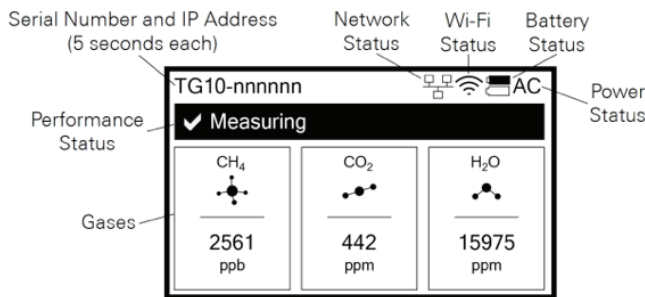 Serial Number and IP Address
(5 seconds each)
Network
Status
Wi-Fi
Status
Battery
Status
TG10-nnnnnn
AC
Power
Status
Performance
Status
✔ Measuring
Gases
CH₄
2561
ppb
CO₂
442
ppm
H₂O
15975
ppm